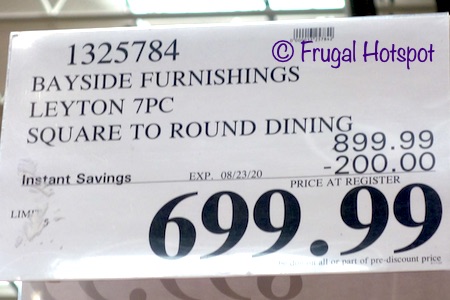 © Frugal Hotspot
1325784
BAYSIDE FURNISHINGS
LEYTON 7PC
SQUARE TO ROUND DINING
899.99
-200.00
Instant Savings EXP. 08/23/20
PRICE AT REGISTER
699.99
all or part of pre-discount price